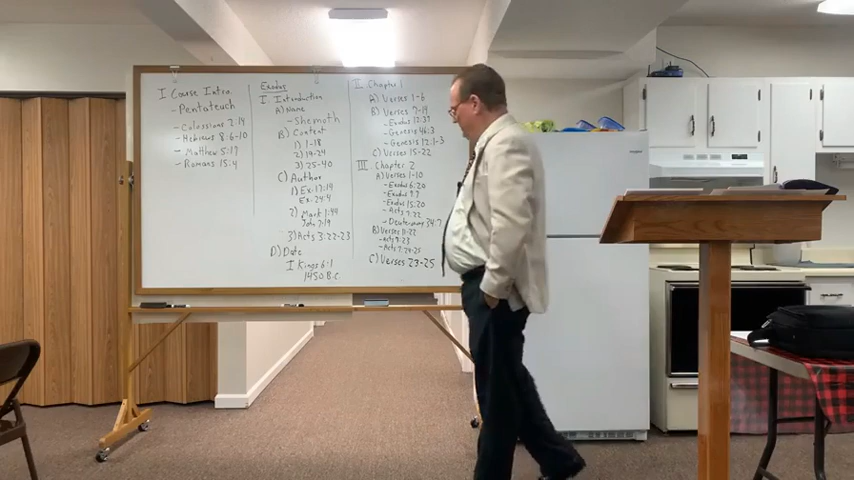 I Course Intro.
- Pentateuch
- Colossians 2:14
- Hebrews 8:6-10
- Matthew 5:17
- Romans 15:4
Exodus
I. Introduction
A) Name
- Shemoth
B) Content
1) 1-18
2) 19-24
3) 25-40
C) Author
1) Ex. 17:14
Ex. 24:4
2) Mark 1:44
John 7:19
3) Acts 3:22-23
D) Date
I Kings 6:1
1450 B.C.
II. Chapter 1
A) Verses 1-6
B) Verses 7-14
- Exodus 12:37
- Genesis 46:3
- Genesis 12:1-3
C) Verses 15-22
III. Chapter 2
A) Verses 1-10
- Exodus 6:20
- Exodus 7:7
- Exodus 15:20
- Acts 7:22
- Deuteronomy 34:7
B) Verses 11-22
- Acts 7:23
- Acts 7:24-25
C) Verses 23-25